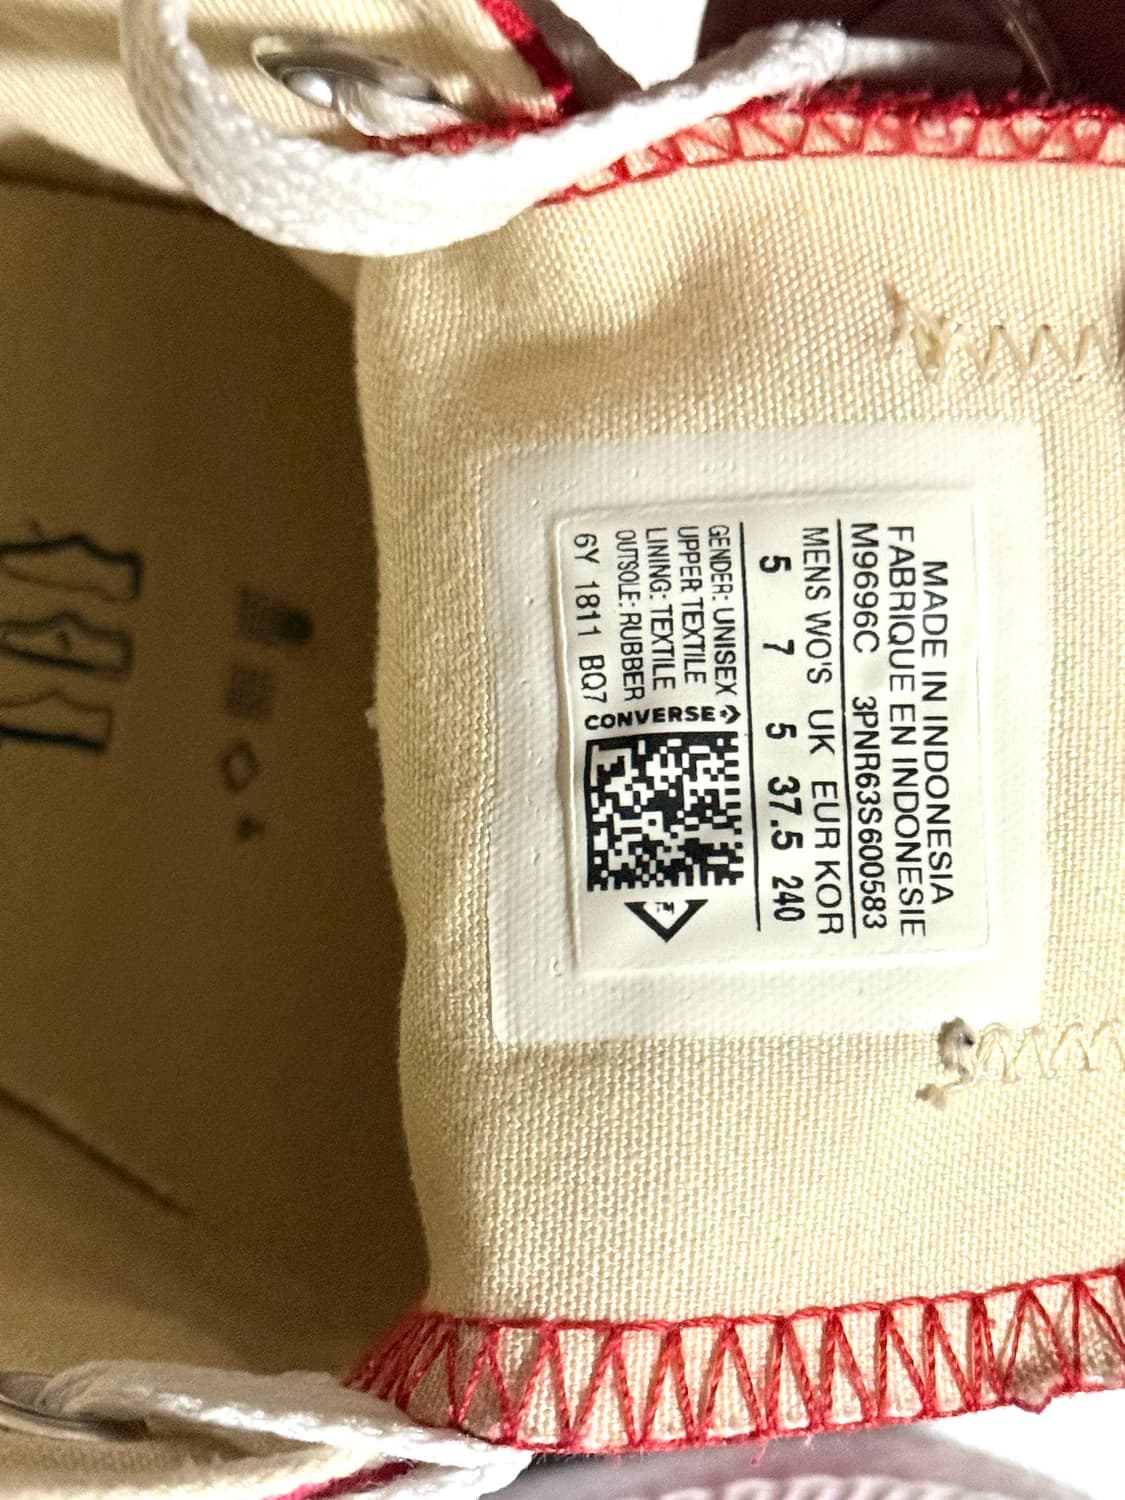 MADE IN INDONESIA
FABRIQUE EN INDONESIE
M9696C 3PNR63S600583
MENS WO'S UK EUR KOR
5 7 5 37.5 240
GENDER: UNISEX
UPPER TEXTILE
LINING: TEXTILE
OUTSOLE: RUBBER
6Y 1811 BQ7
CONVERSE